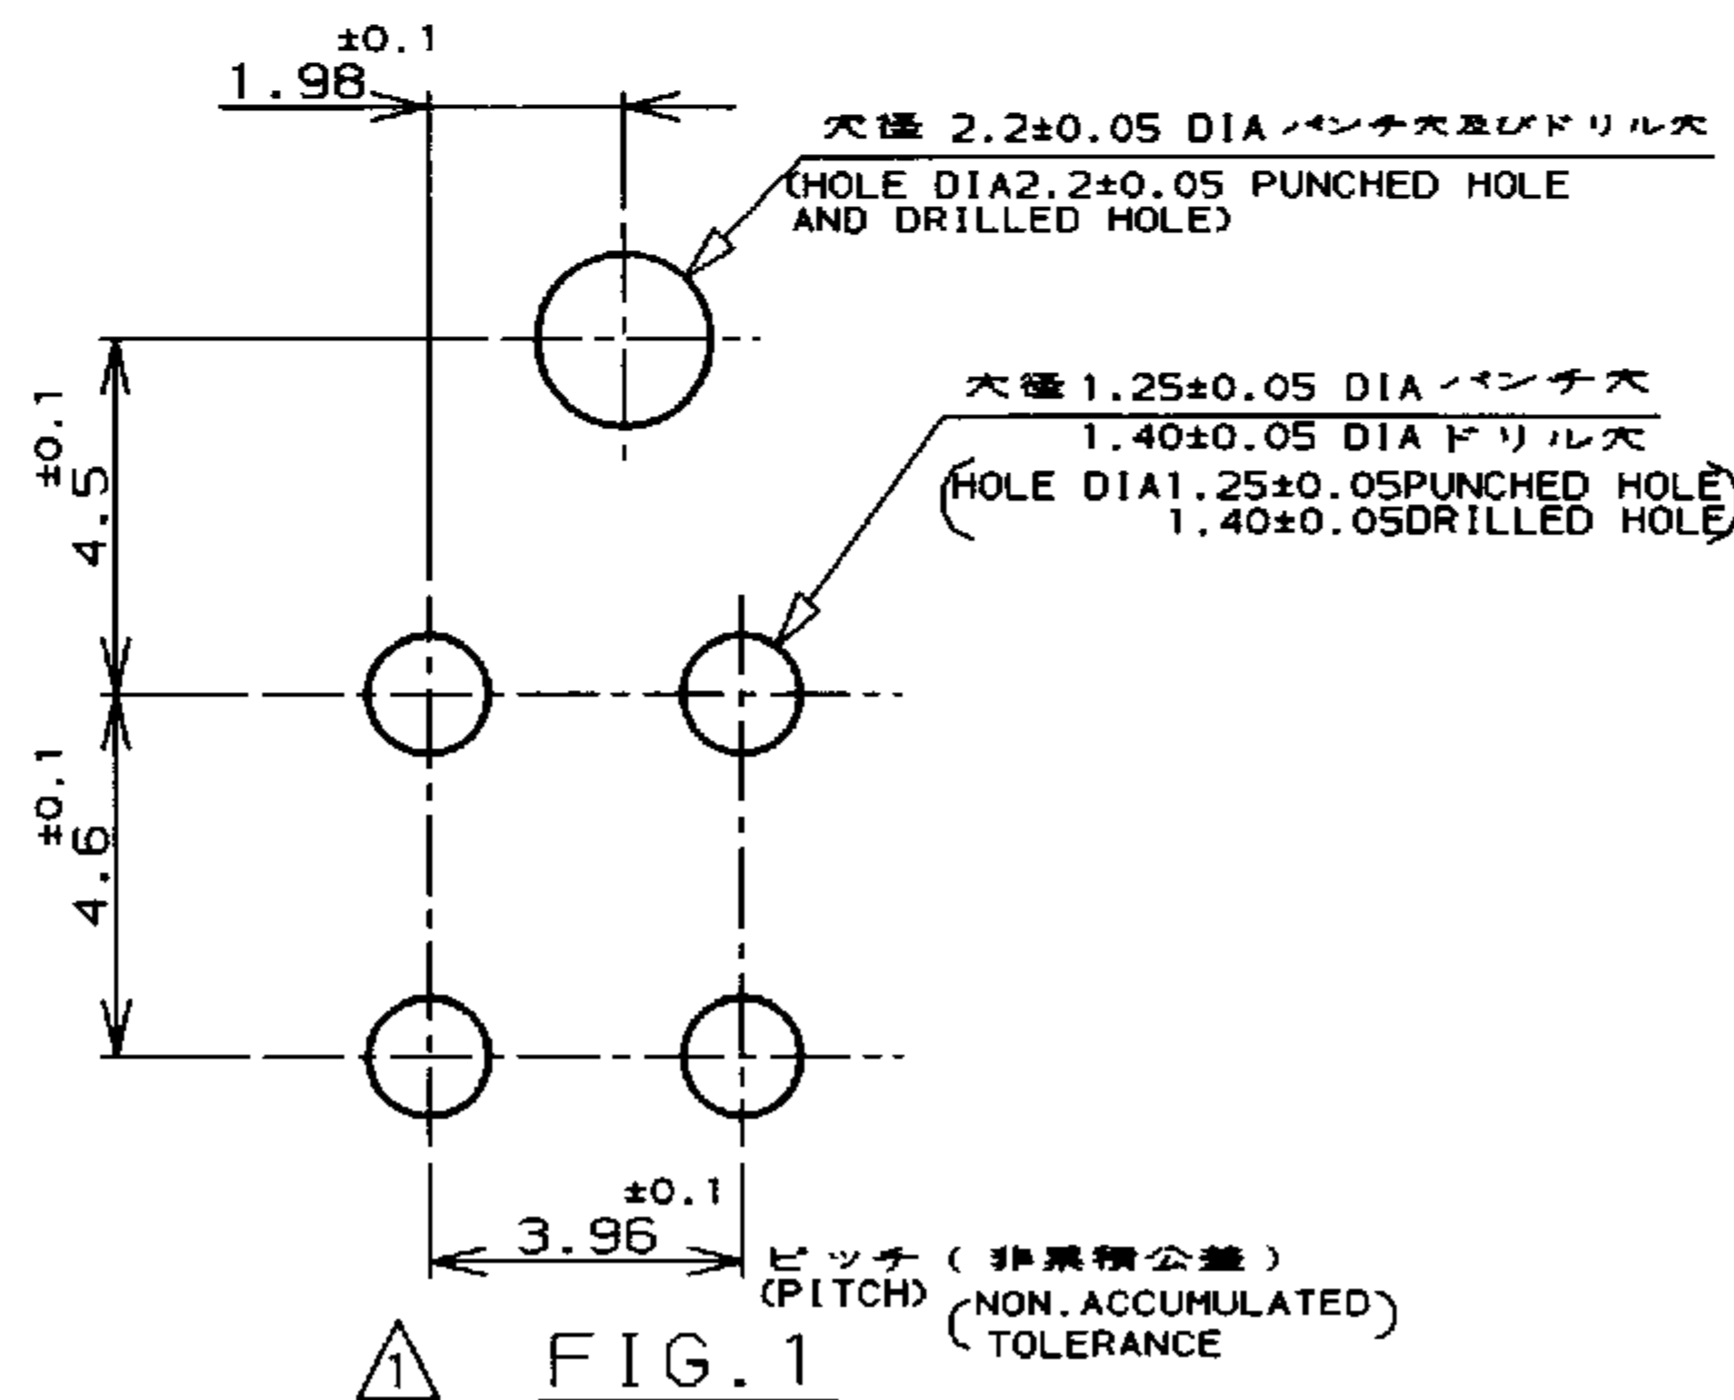 ±0.1
1.98
穴径 2.2±0.05 DIA パンチ穴及びドリル穴
(HOLE DIA2.2±0.05 PUNCHED HOLE
AND DRILLED HOLE)
±0.1
4.5
穴径 1.25±0.05 DIA パンチ穴
1.40±0.05 DIA ドリル穴
(HOLE DIA1.25±0.05PUNCHED HOLE
1.40±0.05DRILLED HOLE)
±0.1
4.6
±0.1
3.96
ピッチ (非累積公差)
(PITCH) (NON.ACCUMULATED
TOLERANCE)
1 FIG.1